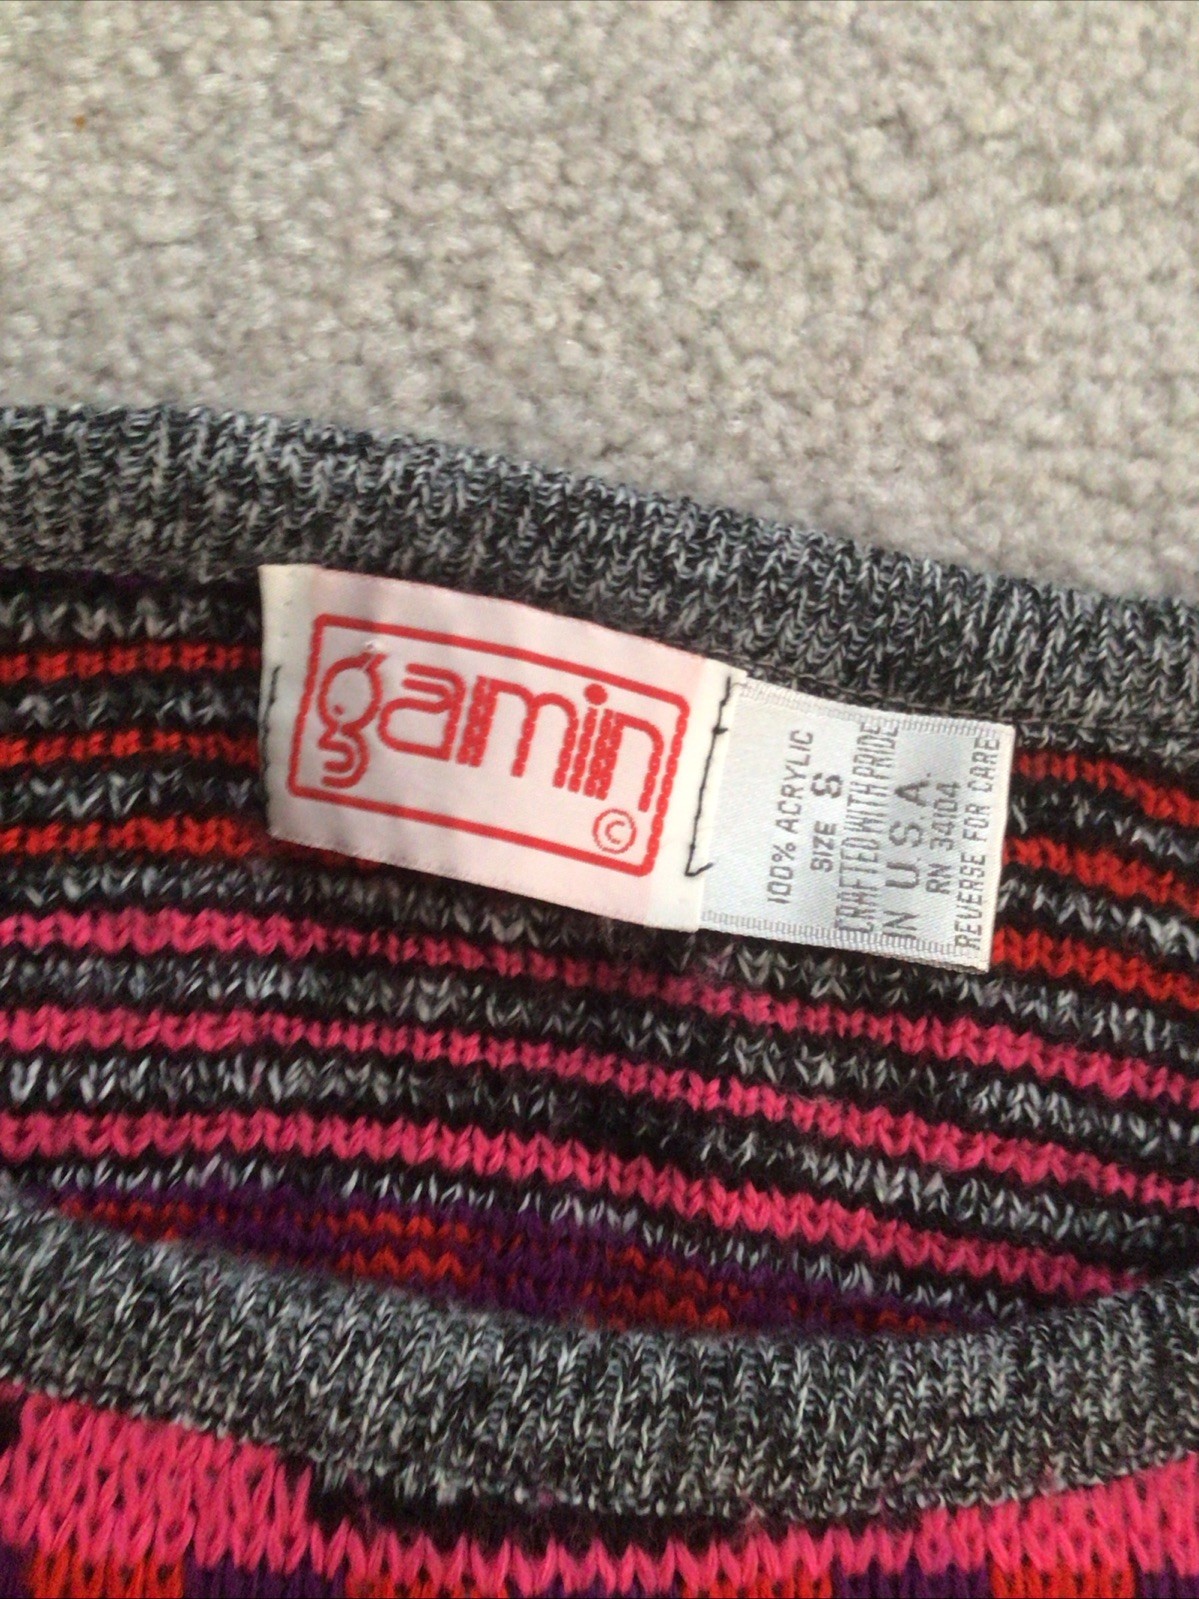 gamin
©
100% ACRYLIC
SIZE S
CRAFTED WITH PRIDE
IN U.S.A.
RN 34104
REVERSE FOR CARE